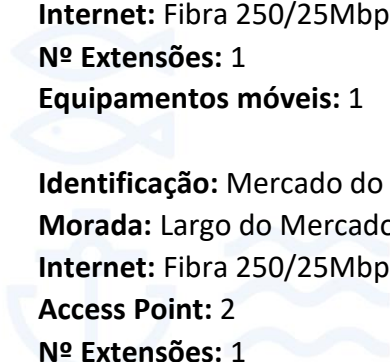 Internet: Fibra 250/25Mbp
Nº Extensões: 1
Equipamentos móveis: 1
Identificação: Mercado do
Morada: Largo do Mercado
Internet: Fibra 250/25Mbp
Access Point: 2
Nº Extensões: 1